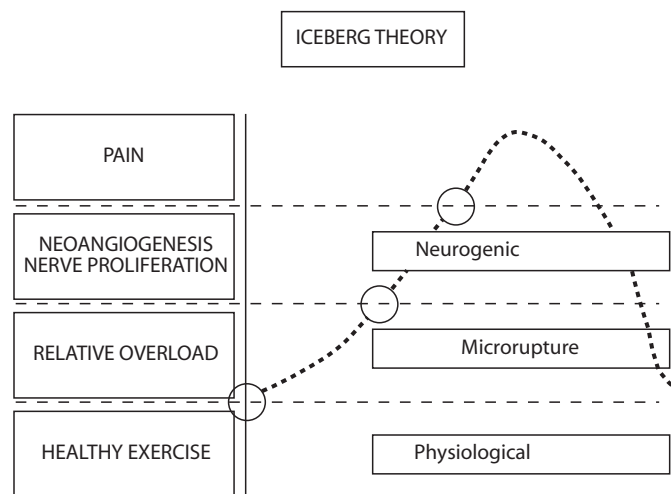 ICEBERG THEORY
PAIN
NEOANGIOGENESIS
NERVE PROLIFERATION
Neurogenic
RELATIVE OVERLOAD
Microrupture
HEALTHY EXERCISE
Physiological